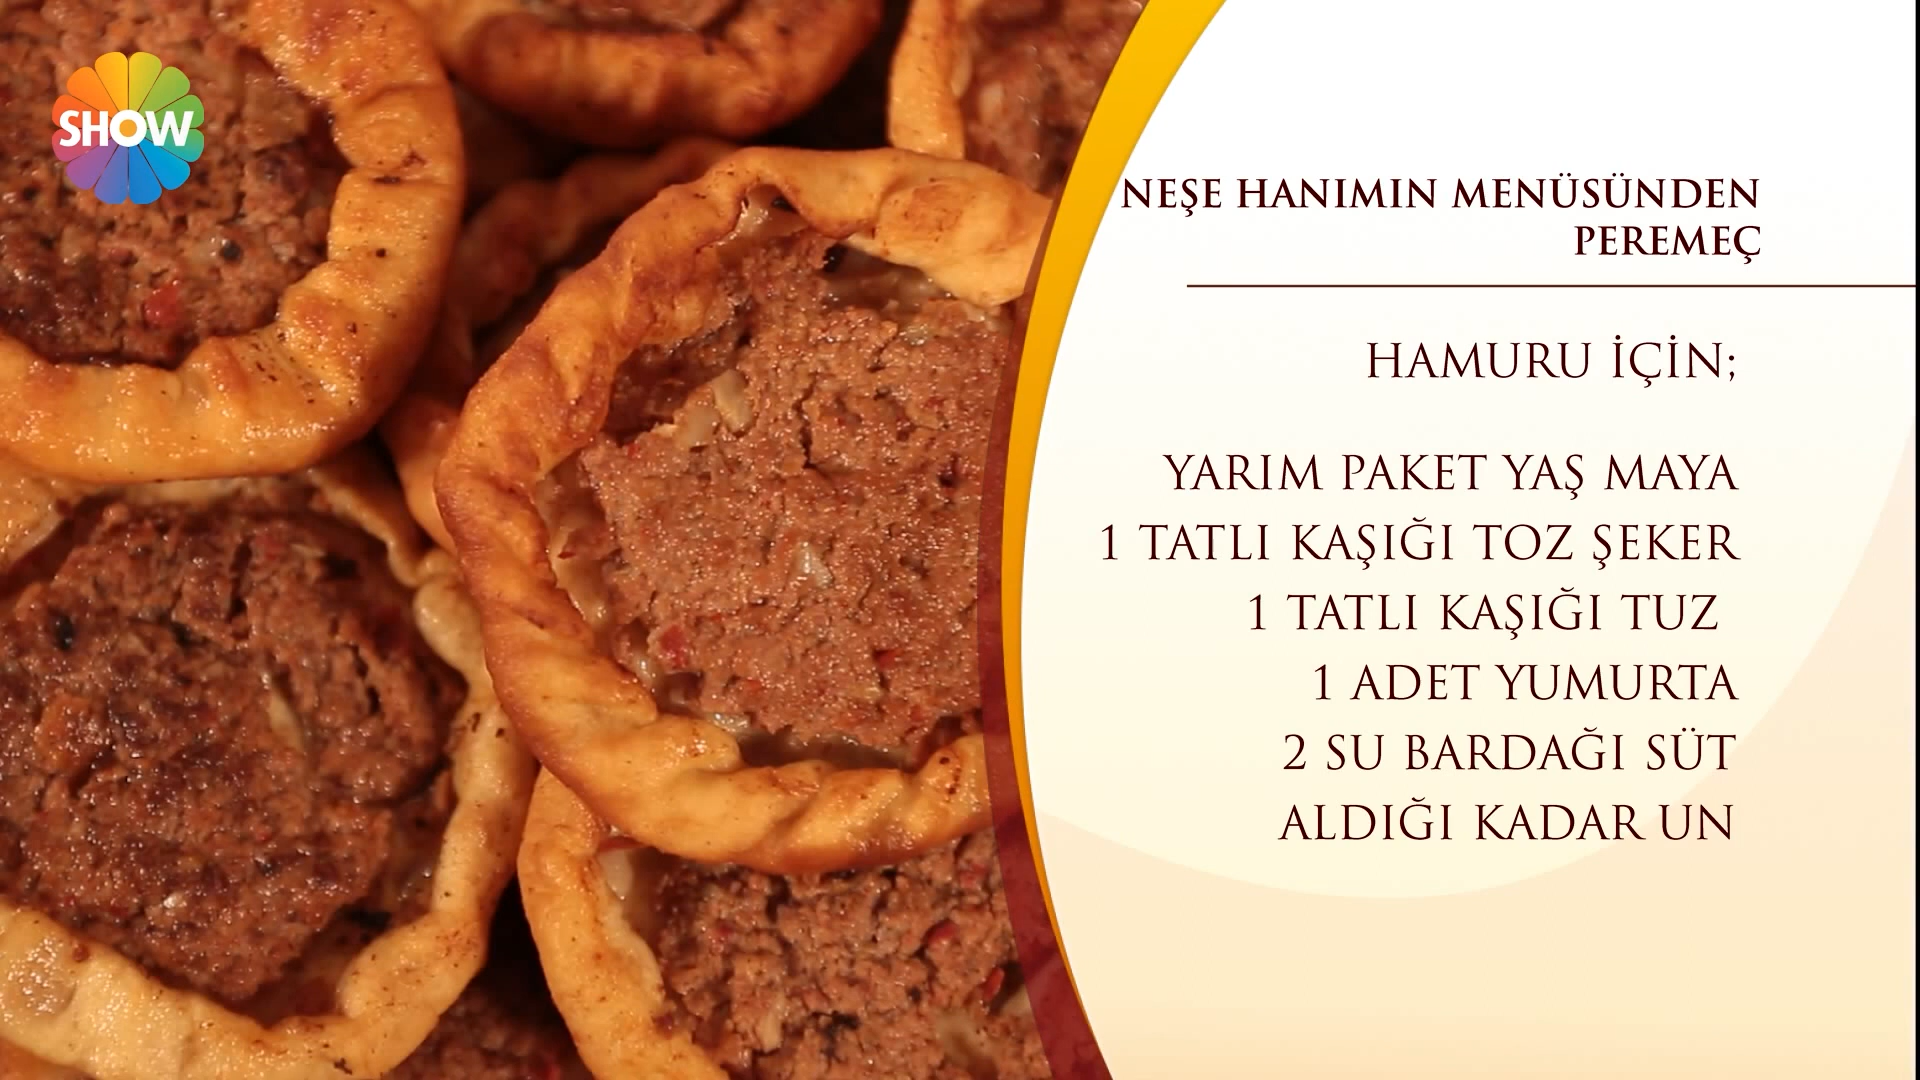 SHOW
NEŞE HANIMIN MENÜSÜNDEN
PEREMEÇ
HAMURU İÇİN;
YARIM PAKET YAŞ MAYA
1 TATLI KAŞIĞI TOZ ŞEKER
1 TATLI KAŞIĞI TUZ
1 ADET YUMURTA
2 SU BARDAĞI SÜT
ALDIĞI KADAR UN